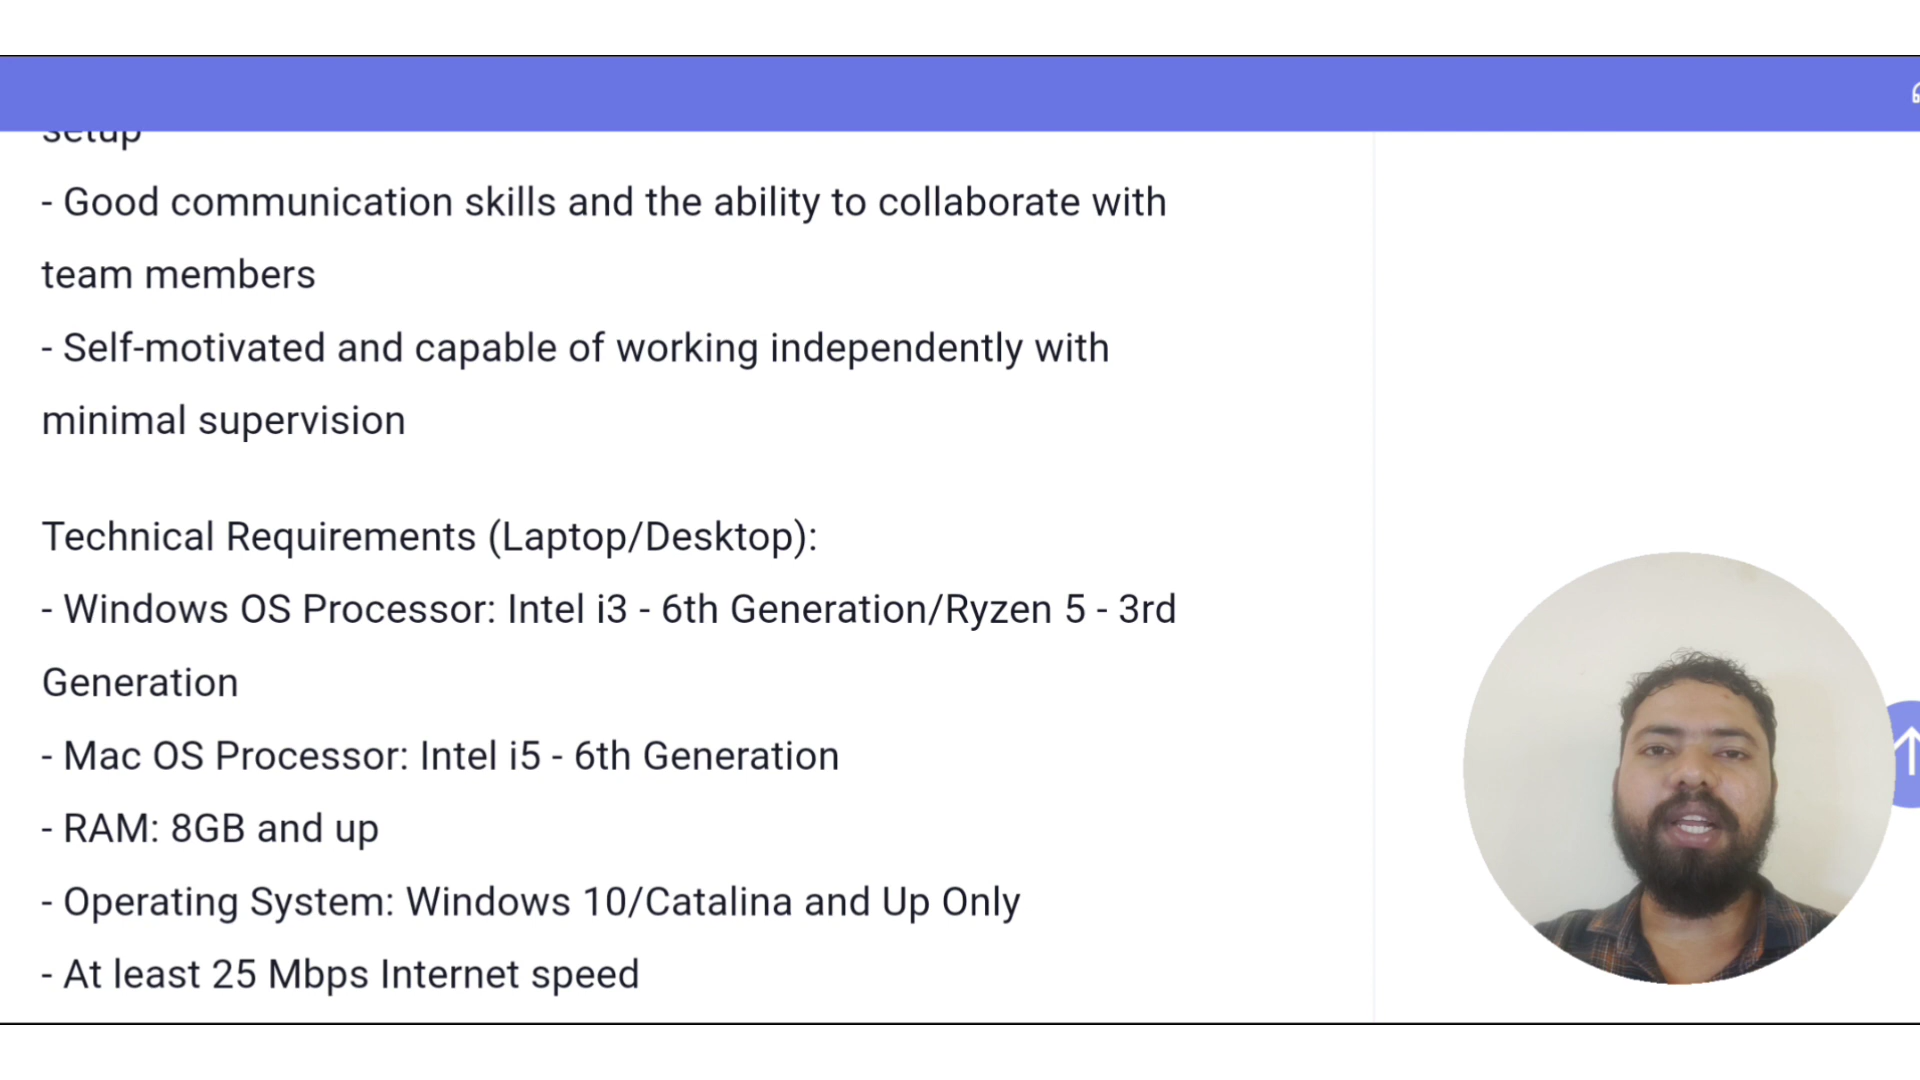 setup
- Good communication skills and the ability to collaborate with
team members
- Self-motivated and capable of working independently with
minimal supervision
Technical Requirements (Laptop/Desktop):
- Windows OS Processor: Intel i3 - 6th Generation/Ryzen 5 - 3rd
Generation
- Mac OS Processor: Intel i5 - 6th Generation
- RAM: 8GB and up
- Operating System: Windows 10/Catalina and Up Only
- At least 25 Mbps Internet speed